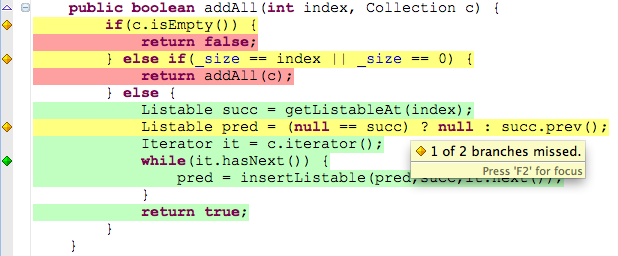 public boolean addAll(int index, Collection c) {
if(c.isEmpty()) {
return false;
} else if(_size == index || _size == 0) {
return addAll(c);
} else {
Listable succ = getListableAt(index);
Listable pred = (null == succ) ? null : succ.prev();
Iterator it = c.iterator();
while(it.hasNext()) {
1 of 2 branches missed.
Press 'F2' for focus
pred = insertListable(pred,succ,it.next());
}
return true;
}
}